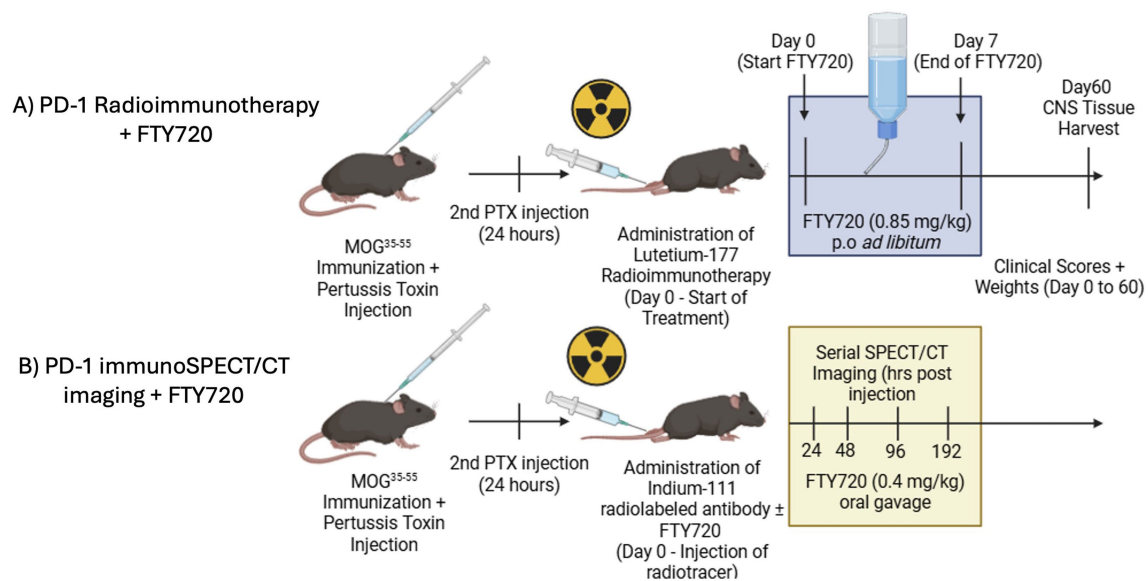 A) PD-1 Radioimmunotherapy
+ FTY720
MOG35-55
Immunization +
Pertussis Toxin
Injection
2nd PTX injection
(24 hours)
Administration of
Lutetium-177
Radioimmunotherapy
(Day 0 - Start of
Treatment)
Day 0
(Start FTY720)
Day 7
(End of FTY720)
FTY720 (0.85 mg/kg)
p.o ad libitum
Day60
CNS Tissue
Harvest
Clinical Scores +
Weights (Day 0 to 60)
B) PD-1 immunoSPECT/CT
imaging + FTY720
MOG35-55
Immunization +
Pertussis Toxin
Injection
2nd PTX injection
(24 hours)
Administration of
Indium-111
radiolabeled antibody ±
FTY720
(Day 0 - Injection of
radiotracer)
Serial SPECT/CT
Imaging (hrs post
injection
24 48 96 192
FTY720 (0.4 mg/kg)
oral gavage